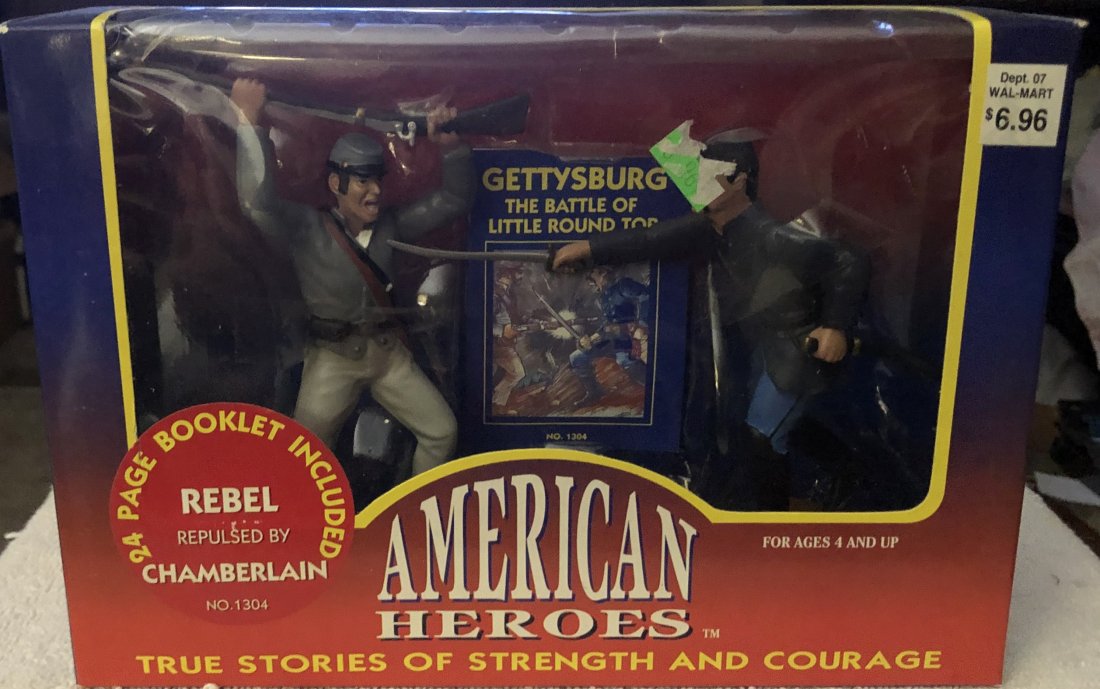 Dept. 07
WAL-MART
$6.96
GETTYSBURG
THE BATTLE OF
LITTLE ROUND TOP
NO. 1304
24 PAGE BOOKLET INCLUDED
REBEL
REPULSED BY
CHAMBERLAIN
NO.1304
AMERICAN
HEROES TM
FOR AGES 4 AND UP
TRUE STORIES OF STRENGTH AND COURAGE